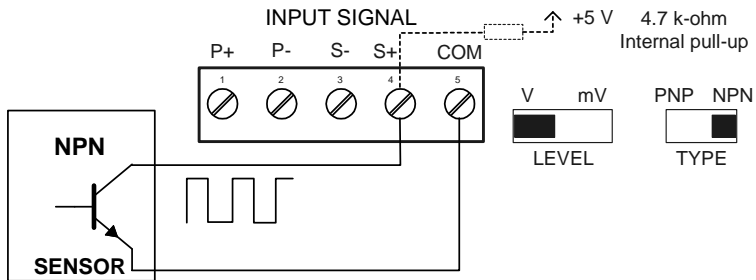 INPUT SIGNAL
+5 V
4.7 k-ohm
Internal pull-up
P+ P- S- S+ COM
1 2 3 4 5
V mV
LEVEL
PNP NPN
TYPE
NPN
SENSOR